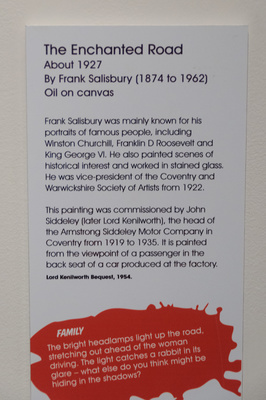 The Enchanted Road
About 1927
By Frank Salisbury (1874 to 1962)
Oil on canvas
Frank Salisbury was mainly known for his
portraits of famous people, including
Winston Churchill, Franklin D Roosevelt and
King George VI. He also painted scenes of
historical interest and worked in stained glass.
He was vice-president of the Coventry and
Warwickshire Society of Artists from 1922.
This painting was commissioned by John
Siddeley (later Lord Kenilworth), the head of
the Armstrong Siddeley Motor Company in
Coventry from 1919 to 1935. It is painted
from the viewpoint of a passenger in the
back seat of a car produced at the factory.
Lord Kenilworth Bequest, 1954.
FAMILY
The bright headlamps light up the road,
stretching out ahead of the woman
driving. The light catches a rabbit in its
glare – what else do you think might be
hiding in the shadows?